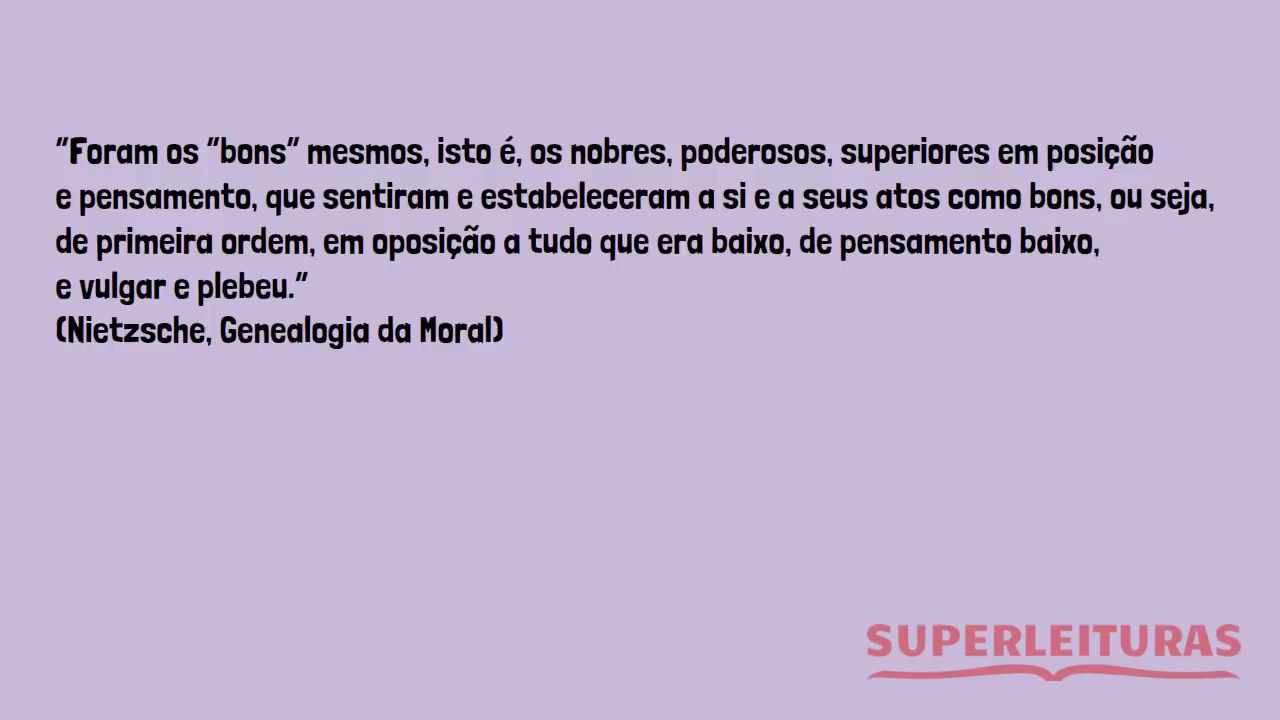 "Foram os "bons" mesmos, isto é, os nobres, poderosos, superiores em posição
e pensamento, que sentiram e estabeleceram a si e a seus atos como bons, ou seja,
de primeira ordem, em oposição a tudo que era baixo, de pensamento baixo,
e vulgar e plebeu."
(Nietzsche, Genealogia da Moral)
SUPERLEITURAS